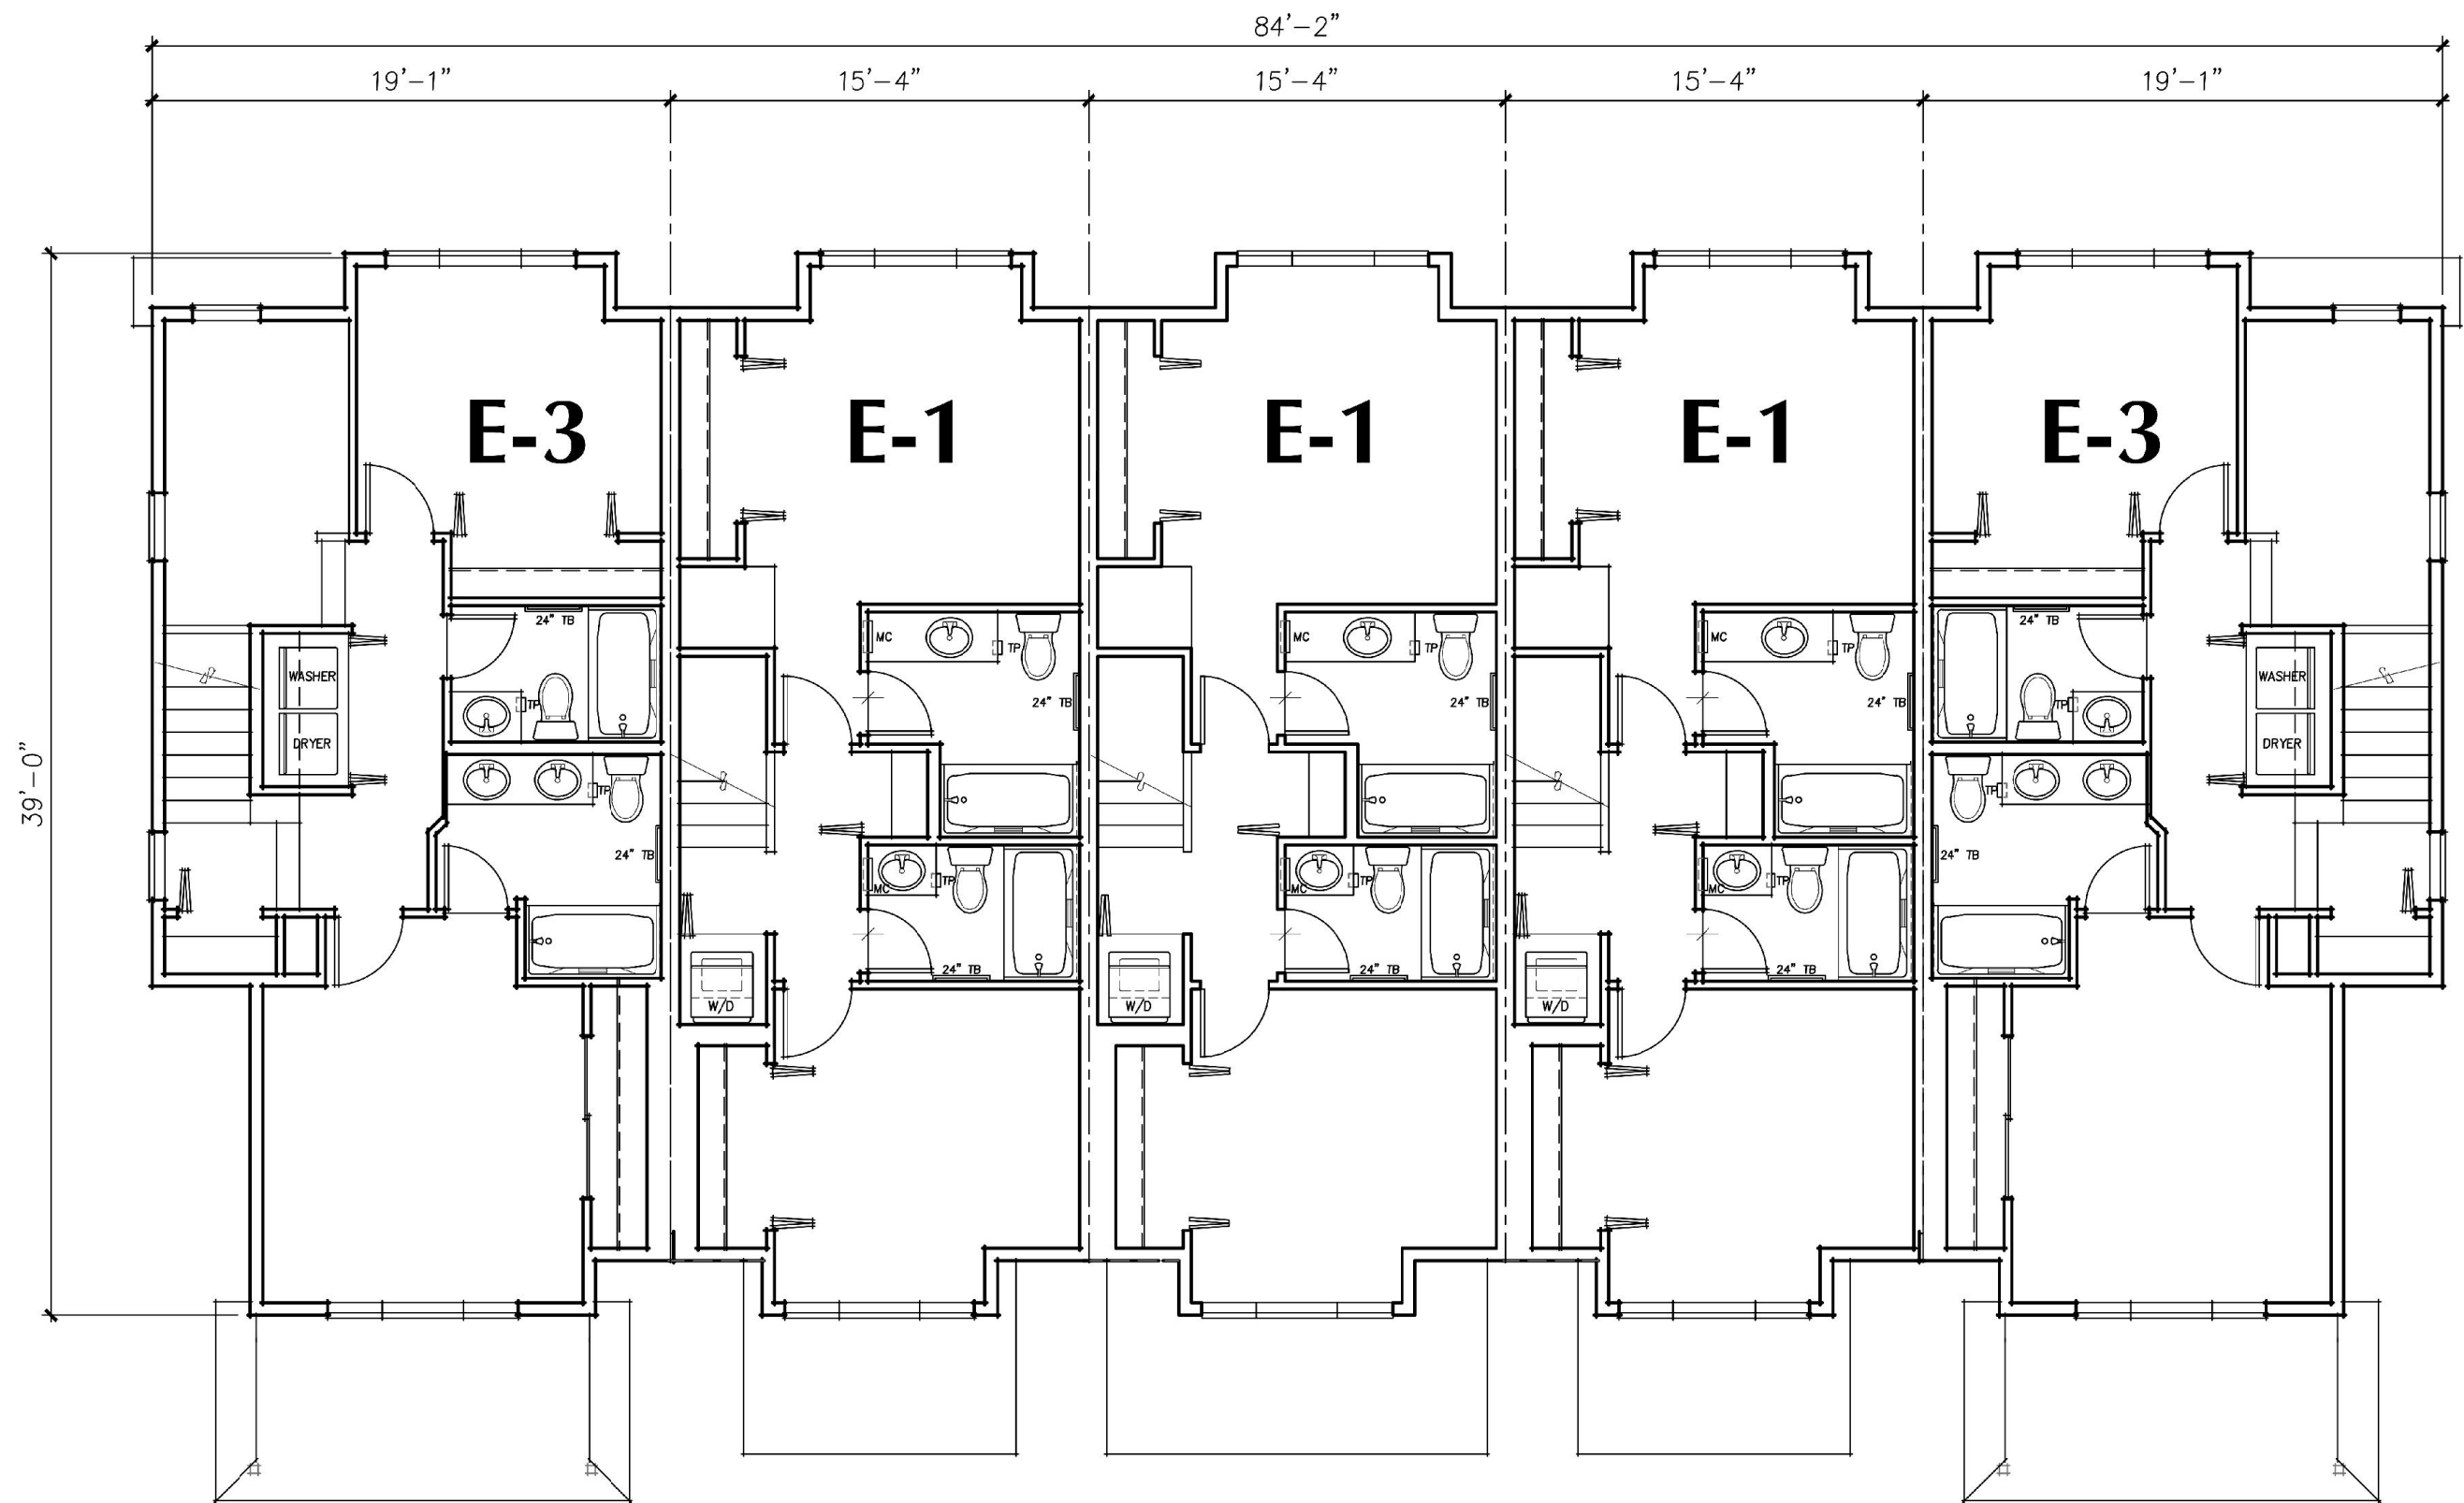 84'-2"
19'-1" 15'-4" 15'-4" 15'-4" 19'-1"
39'-0"
E-3 E-1 E-1 E-1 E-3
24" TB
MC
TP
24" TB
WASHER
DRYER
TP
TP
24" TB
MC
TP
24" TB
W/D
MC
TP
24" TB
MC
TP
24" TB
W/D
MC
TP
24" TB
MC
TP
24" TB
W/D
24" TB
TP
WASHER
DRYER
TP
24" TB